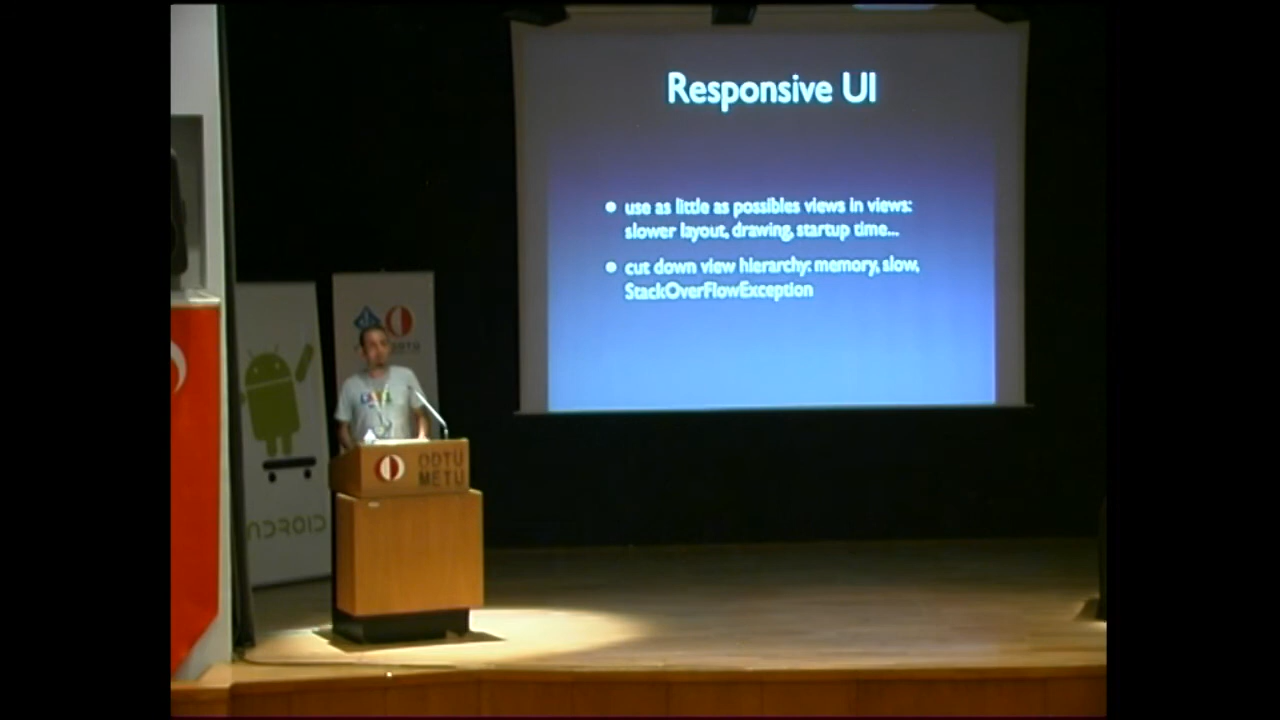 Responsive UI
use as little as possibles views in views:
slower layout, drawing, startup time...
cut down view hierarchy: memory, slow,
StackOverFlowException
ODTÜ
METU
NDROID